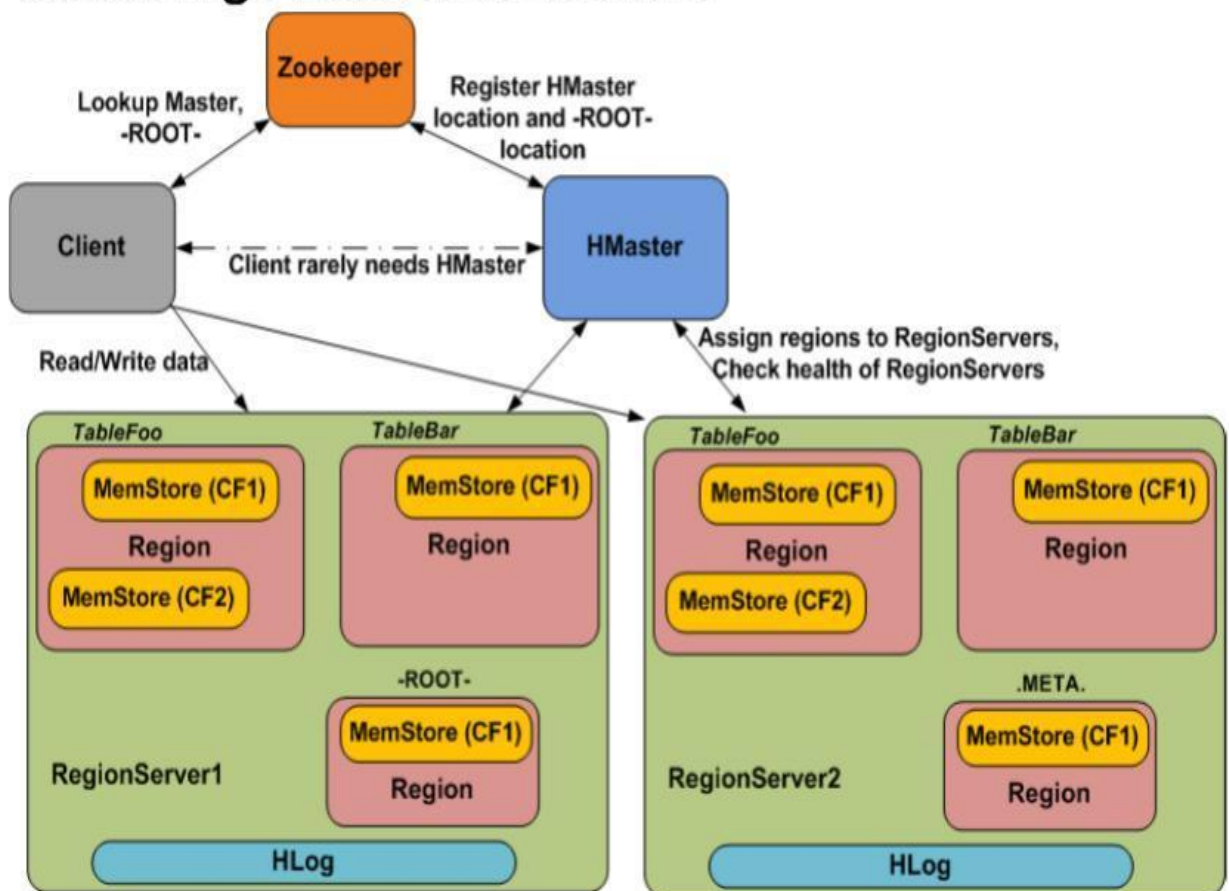 Zookeeper
Lookup Master,
-ROOT-
Register HMaster
location and -ROOT-
location
Client
HMaster
Client rarely needs HMaster
Read/Write data
Assign regions to RegionServers,
Check health of RegionServers
TableFoo
TableBar
MemStore (CF1)
MemStore (CF1)
Region
Region
MemStore (CF2)
-ROOT-
MemStore (CF1)
RegionServer1
Region
HLog
TableFoo
TableBar
MemStore (CF1)
MemStore (CF1)
Region
Region
MemStore (CF2)
.META.
MemStore (CF1)
RegionServer2
Region
HLog